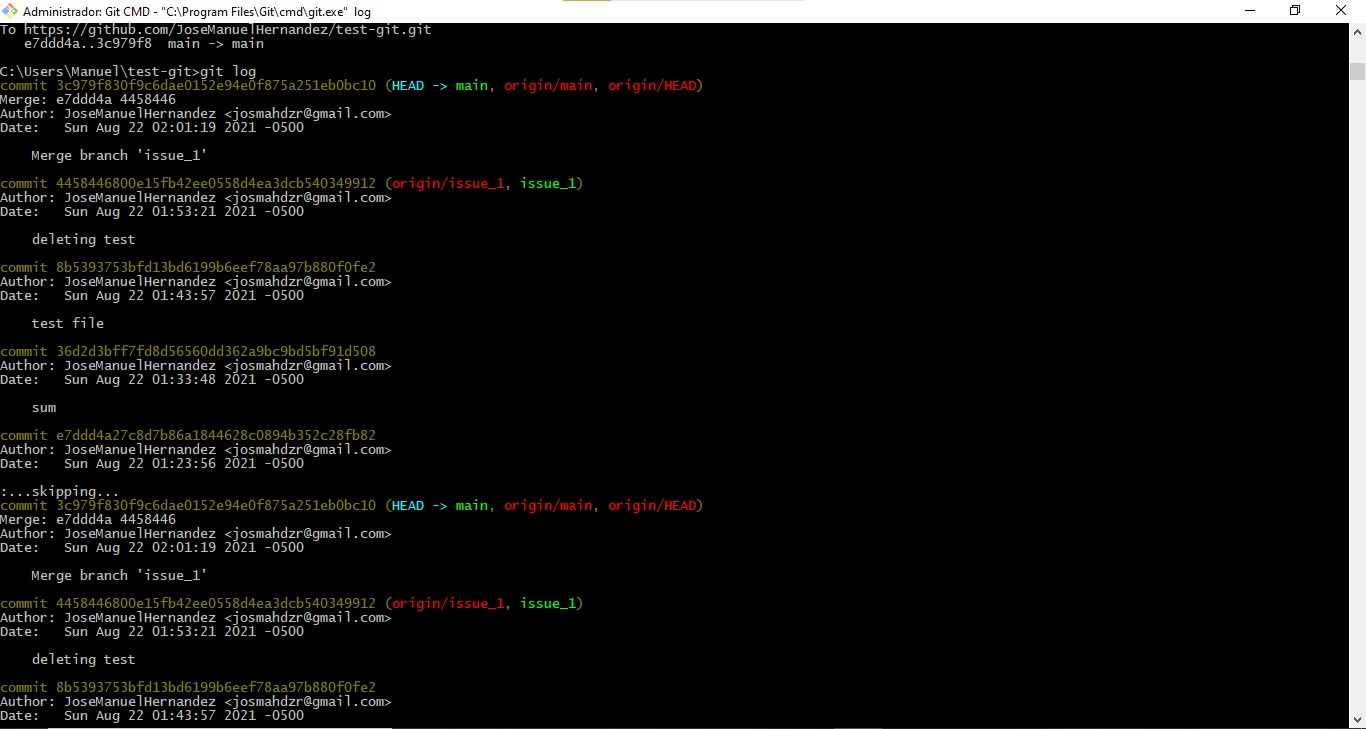 Administrador: Git CMD - "C:\Program Files\Git\cmd\git.exe" log
To https://github.com/JoseManuelHernandez/test-git.git
   e7ddd4a..3c979f8  main -> main

C:\Users\Manuel\test-git>git log
commit 3c979f830f9c6dae0152e94e0f875a251eb0bc10 (HEAD -> main, origin/main, origin/HEAD)
Merge: e7ddd4a 4458446
Author: JoseManuelHernandez <josmahdzr@gmail.com>
Date:   Sun Aug 22 02:01:19 2021 -0500

    Merge branch 'issue_1'

commit 4458446800e15fb42ee0558d4ea3dcb540349912 (origin/issue_1, issue_1)
Author: JoseManuelHernandez <josmahdzr@gmail.com>
Date:   Sun Aug 22 01:53:21 2021 -0500

    deleting test

commit 8b5393753bfd13bd6199b6eef78aa97b880f0fe2
Author: JoseManuelHernandez <josmahdzr@gmail.com>
Date:   Sun Aug 22 01:43:57 2021 -0500

    test file

commit 36d2d3bff7fd8d56560dd362a9bc9bd5bf91d508
Author: JoseManuelHernandez <josmahdzr@gmail.com>
Date:   Sun Aug 22 01:33:48 2021 -0500

    sum

commit e7ddd4a27c8d7b86a1844628c0894b352c28fb82
Author: JoseManuelHernandez <josmahdzr@gmail.com>
Date:   Sun Aug 22 01:23:56 2021 -0500

:...skipping...
commit 3c979f830f9c6dae0152e94e0f875a251eb0bc10 (HEAD -> main, origin/main, origin/HEAD)
Merge: e7ddd4a 4458446
Author: JoseManuelHernandez <josmahdzr@gmail.com>
Date:   Sun Aug 22 02:01:19 2021 -0500

    Merge branch 'issue_1'

commit 4458446800e15fb42ee0558d4ea3dcb540349912 (origin/issue_1, issue_1)
Author: JoseManuelHernandez <josmahdzr@gmail.com>
Date:   Sun Aug 22 01:53:21 2021 -0500

    deleting test

commit 8b5393753bfd13bd6199b6eef78aa97b880f0fe2
Author: JoseManuelHernandez <josmahdzr@gmail.com>
Date:   Sun Aug 22 01:43:57 2021 -0500